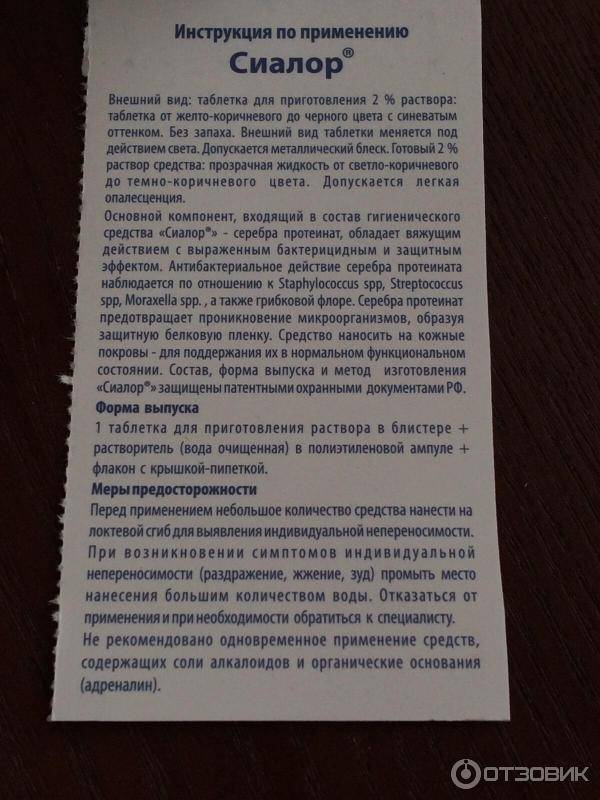 Инструкция по применению
Сиалор®
Внешний вид: таблетка для приготовления 2 % раствора:
таблетка от желто-коричневого до черного цвета с синеватым
оттенком. Без запаха. Внешний вид таблетки меняется под
действием света. Допускается металлический блеск. Готовый 2 %
раствор средства: прозрачная жидкость от светло-коричневого
до темно-коричневого цвета. Допускается легкая
опалесценция.
Основной компонент, входящий в состав гигиенического
средства «Сиалор®» - серебра протеинат, обладает вяжущим
действием с выраженным бактерицидным и защитным
эффектом. Антибактериальное действие серебра протеината
наблюдается по отношению к Staphylococcus spp, Streptococcus
spp, Moraxella spp. , а также грибковой флоре. Серебра протеинат
предотвращает проникновение микроорганизмов, образуя
защитную белковую пленку. Средство наносить на кожные
покровы - для поддержания их в нормальном функциональном
состоянии. Состав, форма выпуска и метод изготовления
«Сиалор®» защищены патентными охранными документами РФ.
Форма выпуска
1 таблетка для приготовления раствора в блистере +
растворитель (вода очищенная) в полиэтиленовой ампуле +
флакон с крышкой-пипеткой.
Меры предосторожности
Перед применением небольшое количество средства нанести на
локтевой сгиб для выявления индивидуальной непереносимости.
При возникновении симптомов индивидуальной
непереносимости (раздражение, жжение, зуд) промыть место
нанесения большим количеством воды. Отказаться от
применения и при необходимости обратиться к специалисту.
Не рекомендовано одновременное применение средств,
содержащих соли алкалоидов и органические основания
(адреналин).
ОТЗОВИК